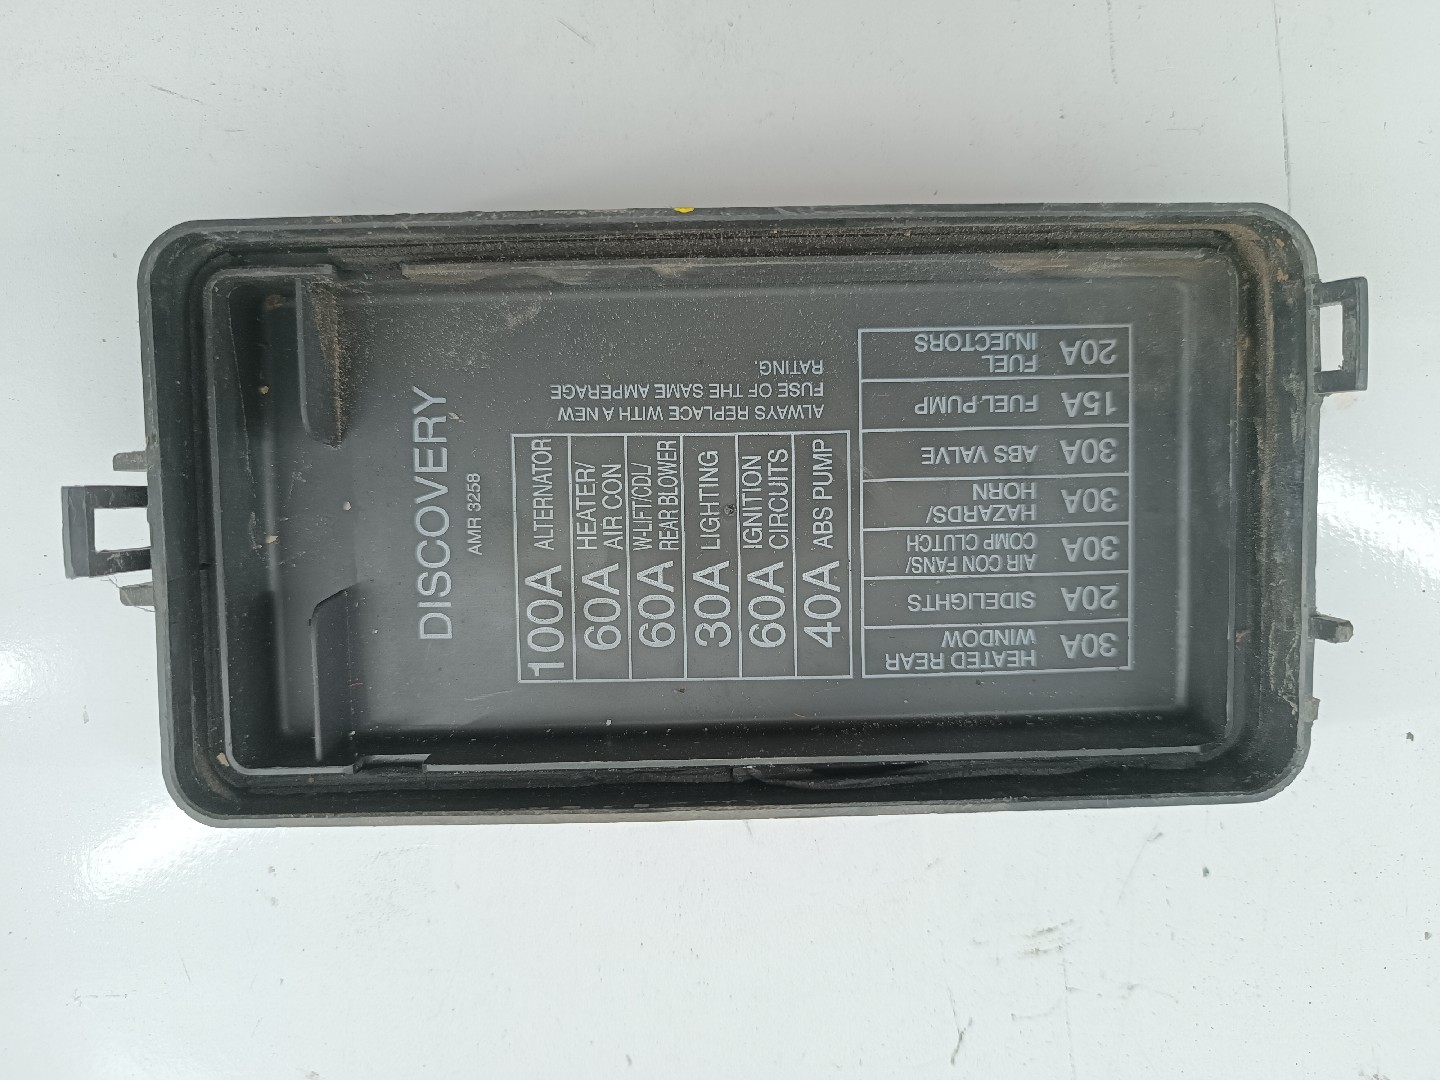 DISCOVERY
AMR 3258
100A ALTERNATOR
60A HEATER/
AIR CON
60A W-LIFT/CDL/
REAR BLOWER
30A LIGHTING
60A IGNITION
CIRCUITS
40A ABS PUMP
ALWAYS REPLACE WITH A NEW
FUSE OF THE SAME AMPERAGE
RATING.
30A HEATED REAR
WINDOW
20A SIDELIGHTS
30A AIR CON FANS/
COMP CLUTCH
30A HAZARDS/
HORN
30A ABS VALVE
15A FUEL-PUMP
20A FUEL
INJECTORS